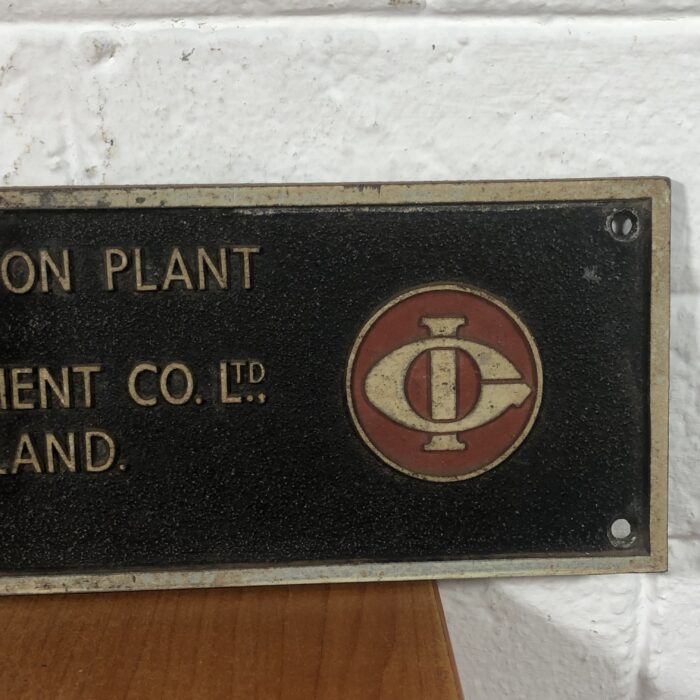 ON PLANT
MENT CO. LTD.,
LAND.